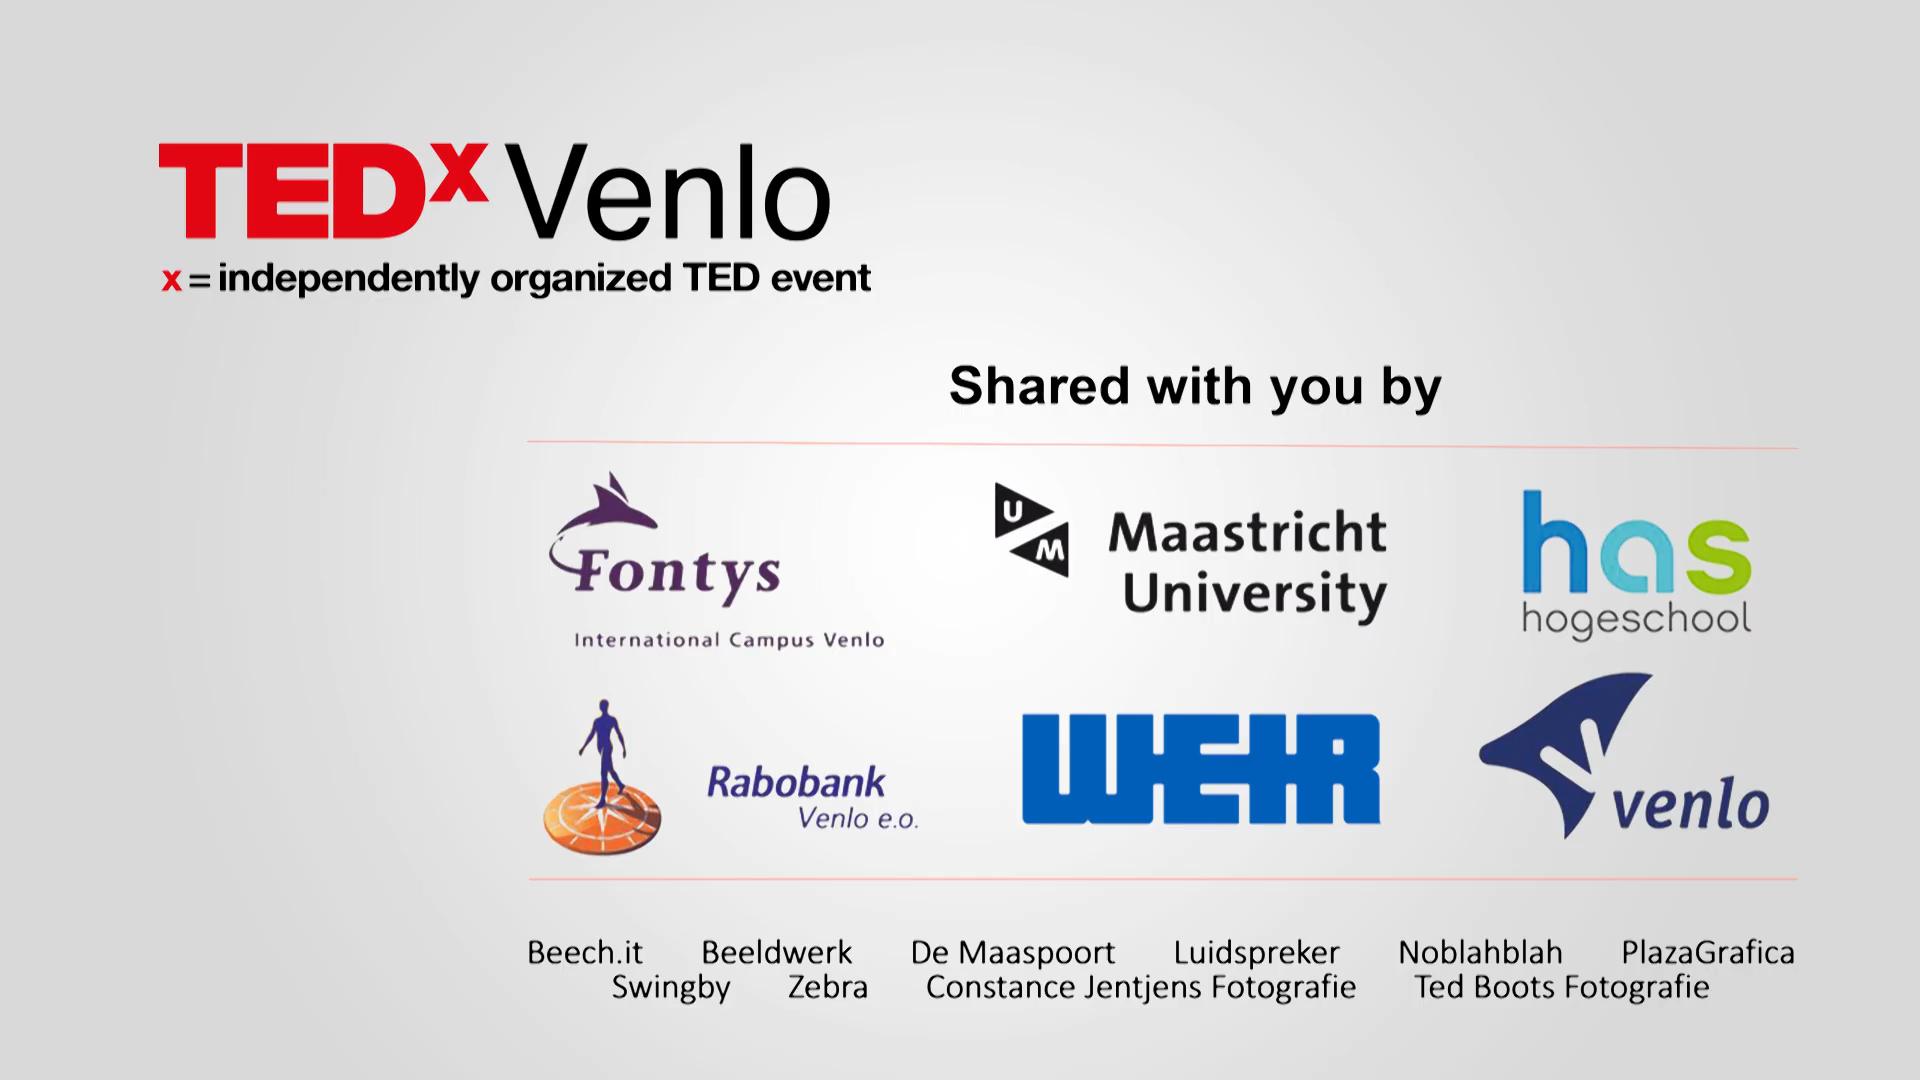 TEDx Venlo
x = independently organized TED event
Shared with you by
Fontys
International Campus Venlo
U M
Maastricht
University
has
hogeschool
Rabobank
Venlo e.o.
WEIR
venlo
Beech.it Beeldwerk De Maaspoort Luidspreker Noblahblah PlazaGrafica
Swingby Zebra Constance Jentjens Fotografie Ted Boots Fotografie